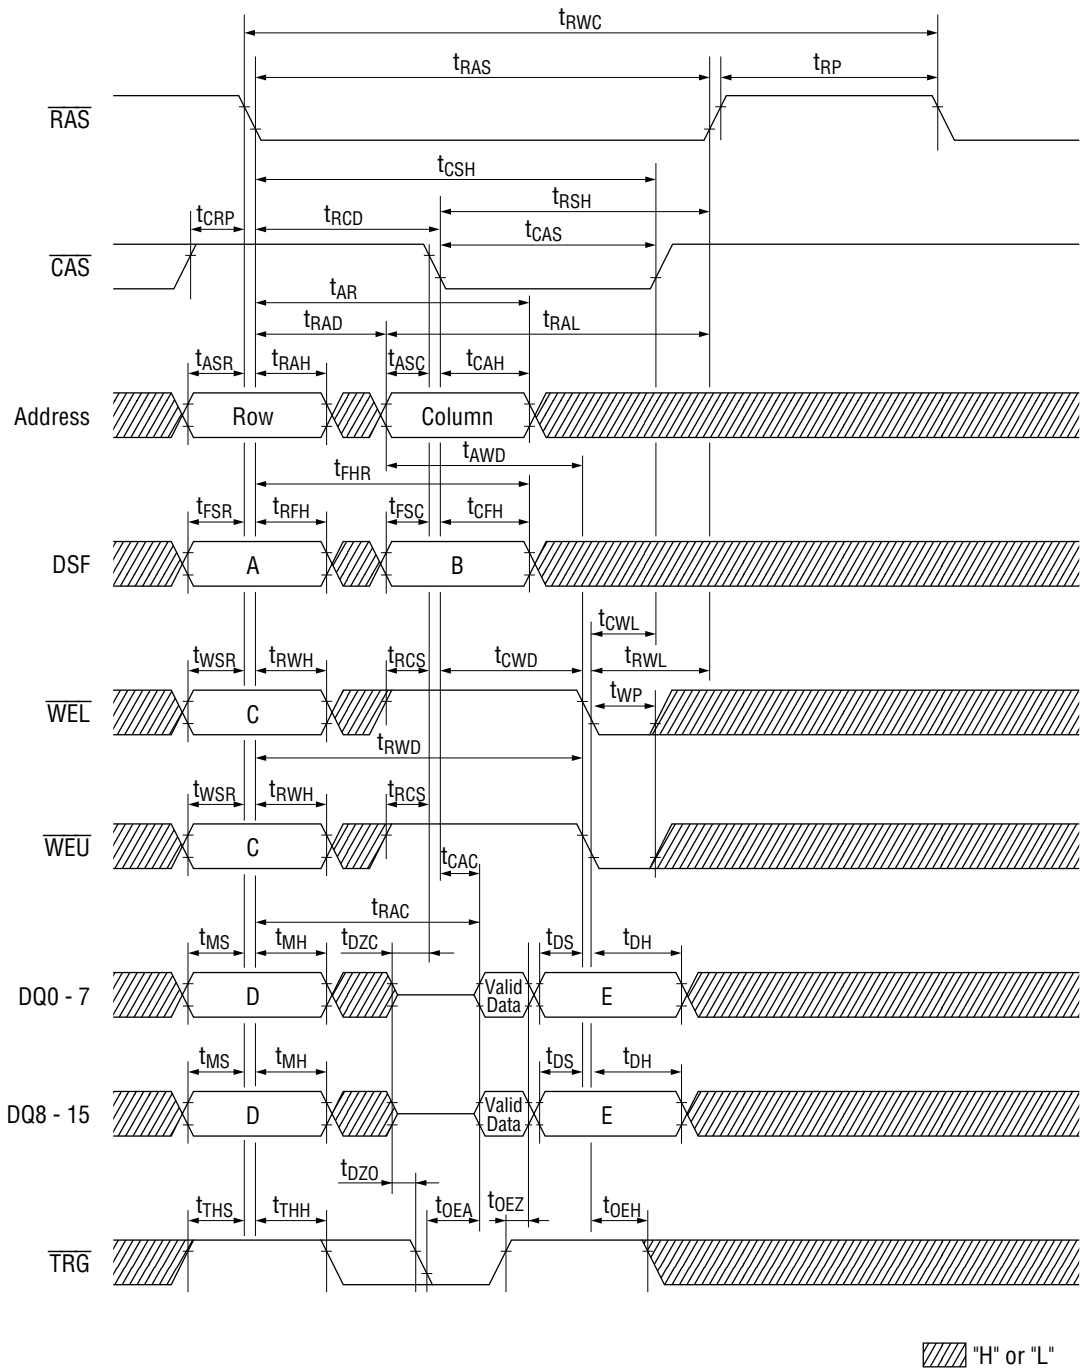 tRWC
tRAS tRP
RAS
tCSH
tRSH
tCRP tRCD
tCAS
CAS
tAR
tRAD tRAL
tASR tRAH tASC tCAH
Address Row Column
tAWD
tFHR
tFSR tRFH tFSC tCFH
DSF A B
tCWL
tWSR tRWH tRCS tCWD tRWL
tWP
WEL C
tRWD
tWSR tRWH tRCS
WEU C
tCAC
tRAC
tMS tMH tDZC tDS tDH
DQ0 - 7 D Valid Data E
tMS tMH tDS tDH
DQ8 - 15 D Valid Data E
tDZO
tTHS tTHH tOEA tOEZ tOEH
TRG
"H" or "L"